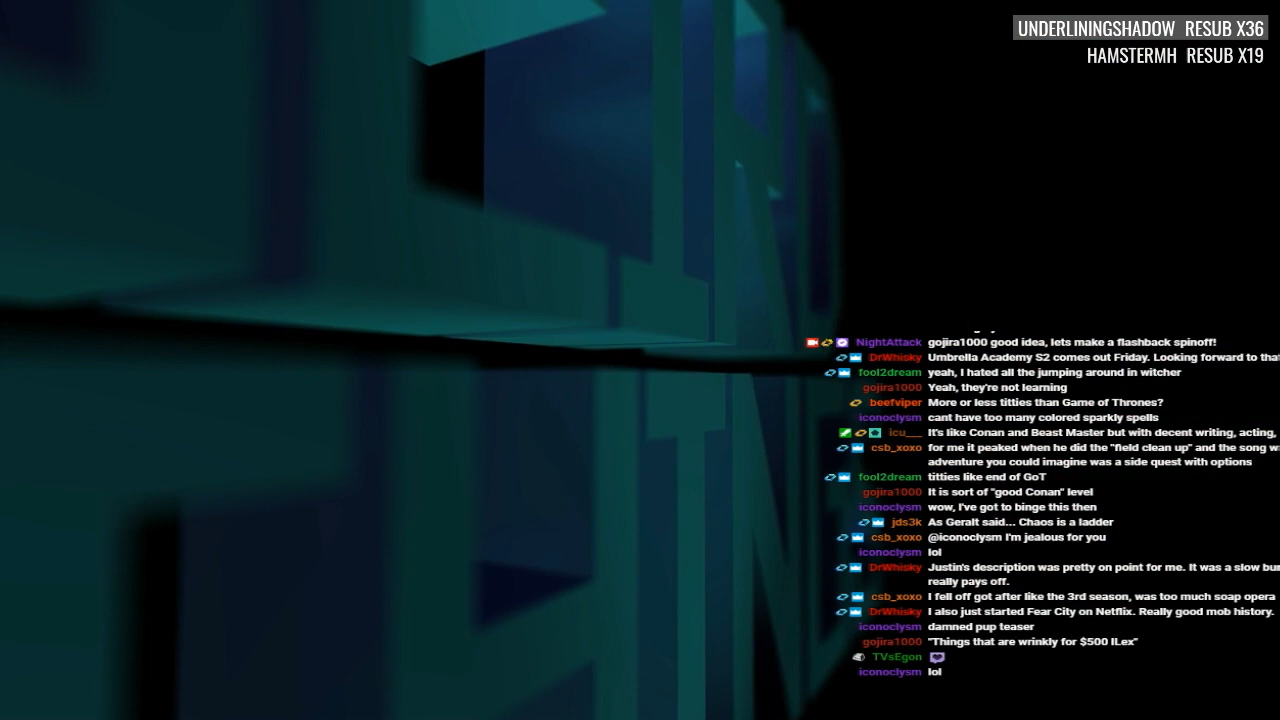 UNDERLININGSHADOW RESUB X36
HAMSTERMH RESUB X19
NightAttack gojira1000 good idea, lets make a flashback spinoff!
DrWhisky Umbrella Academy S2 comes out Friday. Looking forward to that
fool2dream yeah, I hated all the jumping around in witcher
gojira1000 Yeah, they're not learning
beefviper More or less titties than Game of Thrones?
iconoclysm cant have too many colored sparkly spells
icu___ It's like Conan and Beast Master but with decent writing, acting,
csb_xoxo for me it peaked when he did the "field clean up" and the song w
adventure you could imagine was a side quest with options
fool2dream titties like end of GoT
gojira1000 It is sort of "good Conan" level
iconoclysm wow, I've got to binge this then
jds3k As Geralt said... Chaos is a ladder
csb_xoxo @iconoclysm I'm jealous for you
iconoclysm lol
DrWhisky Justin's description was pretty on point for me. It was a slow bur
really pays off.
csb_xoxo I fell off got after like the 3rd season, was too much soap opera
DrWhisky I also just started Fear City on Netflix. Really good mob history.
iconoclysm damned pup teaser
gojira1000 "Things that are wrinkly for $500 ILex"
TVsEgon
iconoclysm lol